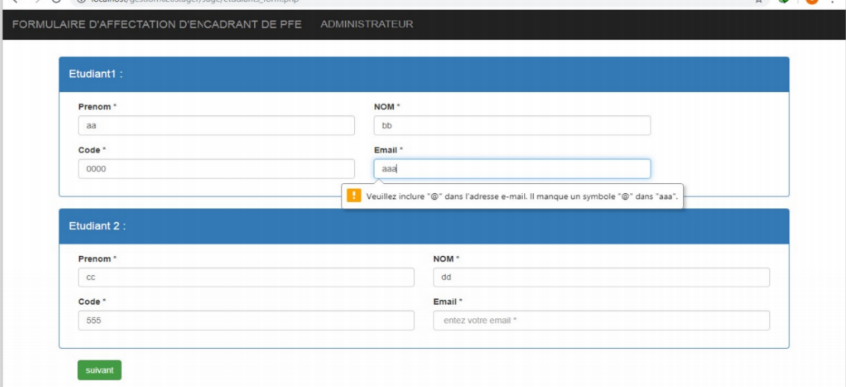 FORMULAIRE D'AFFECTATION D'ENCADRANT DE PFE ADMINISTRATEUR
Etudiant1 :
Prenom * NOM *
aa bb
Code * Email *
0000 aaa
! Veuillez inclure "@" dans l'adresse e-mail. Il manque un symbole "@" dans "aaa".
Etudiant 2 :
Prenom * NOM *
cc dd
Code * Email *
555 entez votre email *
suivant